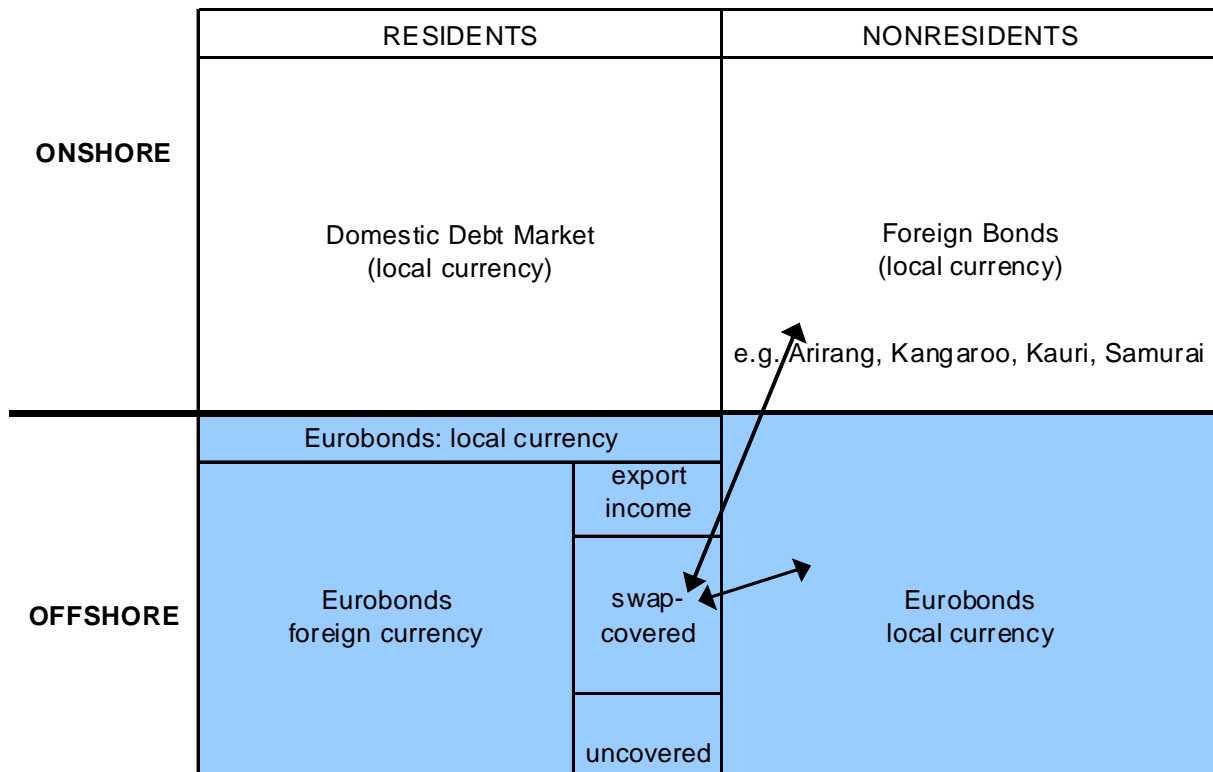 RESIDENTS
NONRESIDENTS
ONSHORE
Domestic Debt Market
(local currency)
Foreign Bonds
(local currency)
e.g. Arirang, Kangaroo, Kauri, Samurai
OFFSHORE
Eurobonds: local currency
Eurobonds
foreign currency
export
income
swap-
covered
uncovered
Eurobonds
local currency